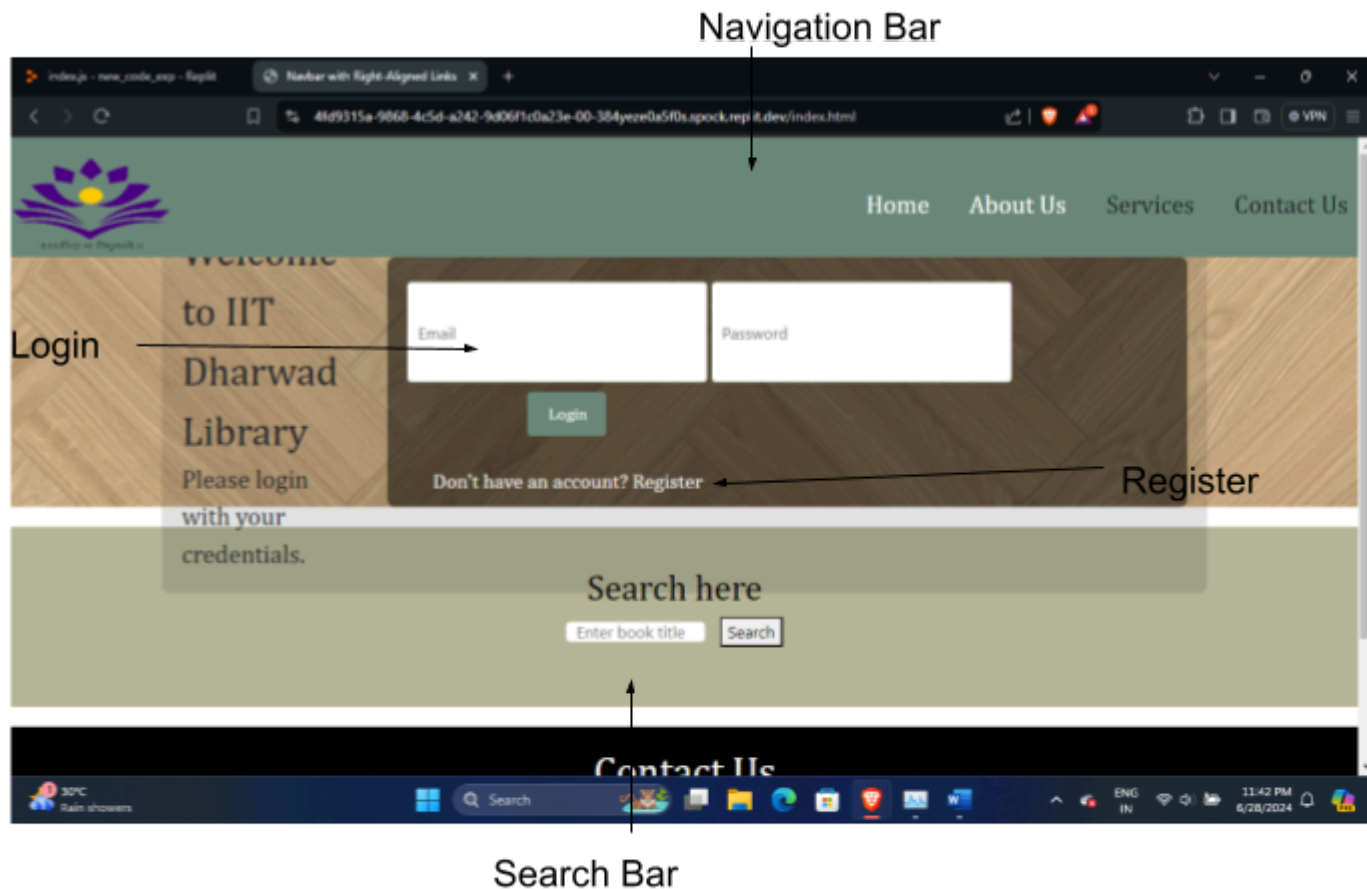 Navigation Bar
index.js - new_code_exp - Replit
Navbar with Right-Aligned Links
4fd9315a-9868-4c5d-a242-9d06f1c0a23e-00-384yeze0a5f0s.spock.replit.dev/index.html
VPN
Home About Us Services Contact Us
Welcome
to IIT
Dharwad
Library
Please login
with your
credentials.
Login
Email
Password
Login
Don't have an account? Register
Register
Search here
Enter book title
Search
Contact Us
30°C
Rain showers
Search
ENG
IN
11:42 PM
6/28/2024
Search Bar